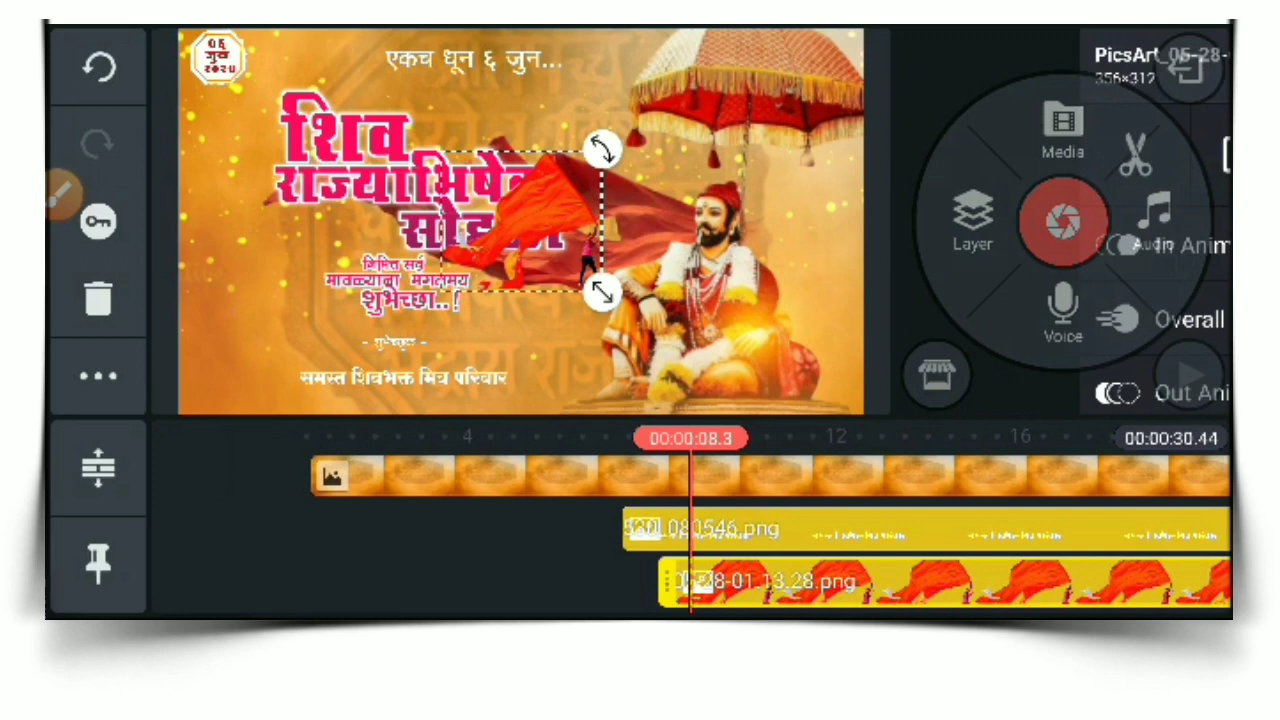 ०६
जुन
२०२४
एकच धून ६ जुन...
शिव
राज्याभिषेक
सोहळा
निमित्त सर्व
मावळ्यांना मंगलमय
शुभेच्छा..!
- शुभेच्छुक -
समस्त शिवभक्त मित्र परिवार
PicsArt_05-28-
356×312
Media
Layer
Audio
In Anim
Voice
Overall
Out Ani
4
00:00:08.3
12
16
00:00:30.44
080546.png
8-01.13.28.png